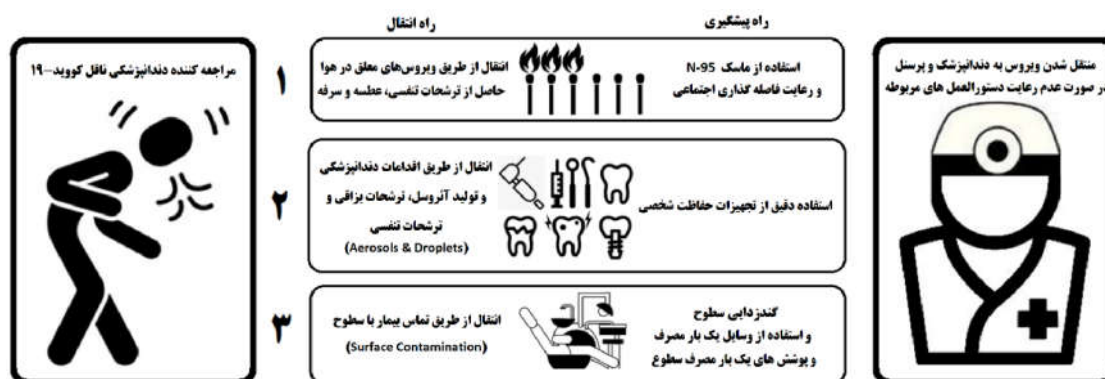 راه پیشگیری
راه انتقال
منتقل شدن ویروس به دندانپزشک و پرسنل
در صورت عدم رعایت دستورالعمل های مربوطه
۱
استفاده از ماسک N-95
و رعایت فاصله گذاری اجتماعی
انتقال از طریق ویروس‌های معلق در هوا
حاصل از ترشحات تنفسی، عطسه و سرفه
مراجعه کننده دندانپزشکی ناقل کووید-۱۹
۲
استفاده دقیق از تجهیزات حفاظت شخصی
انتقال از طریق اقدامات دندانپزشکی
و تولید آئروسل، ترشحات بزاقی و
ترشحات تنفسی
(Aerosols & Droplets)
۳
گندزدایی سطوح
و استفاده از وسایل یک بار مصرف
و پوشش های یک بار مصرف سطوع
انتقال از طریق تماس بیمار با سطوح
(Surface Contamination)